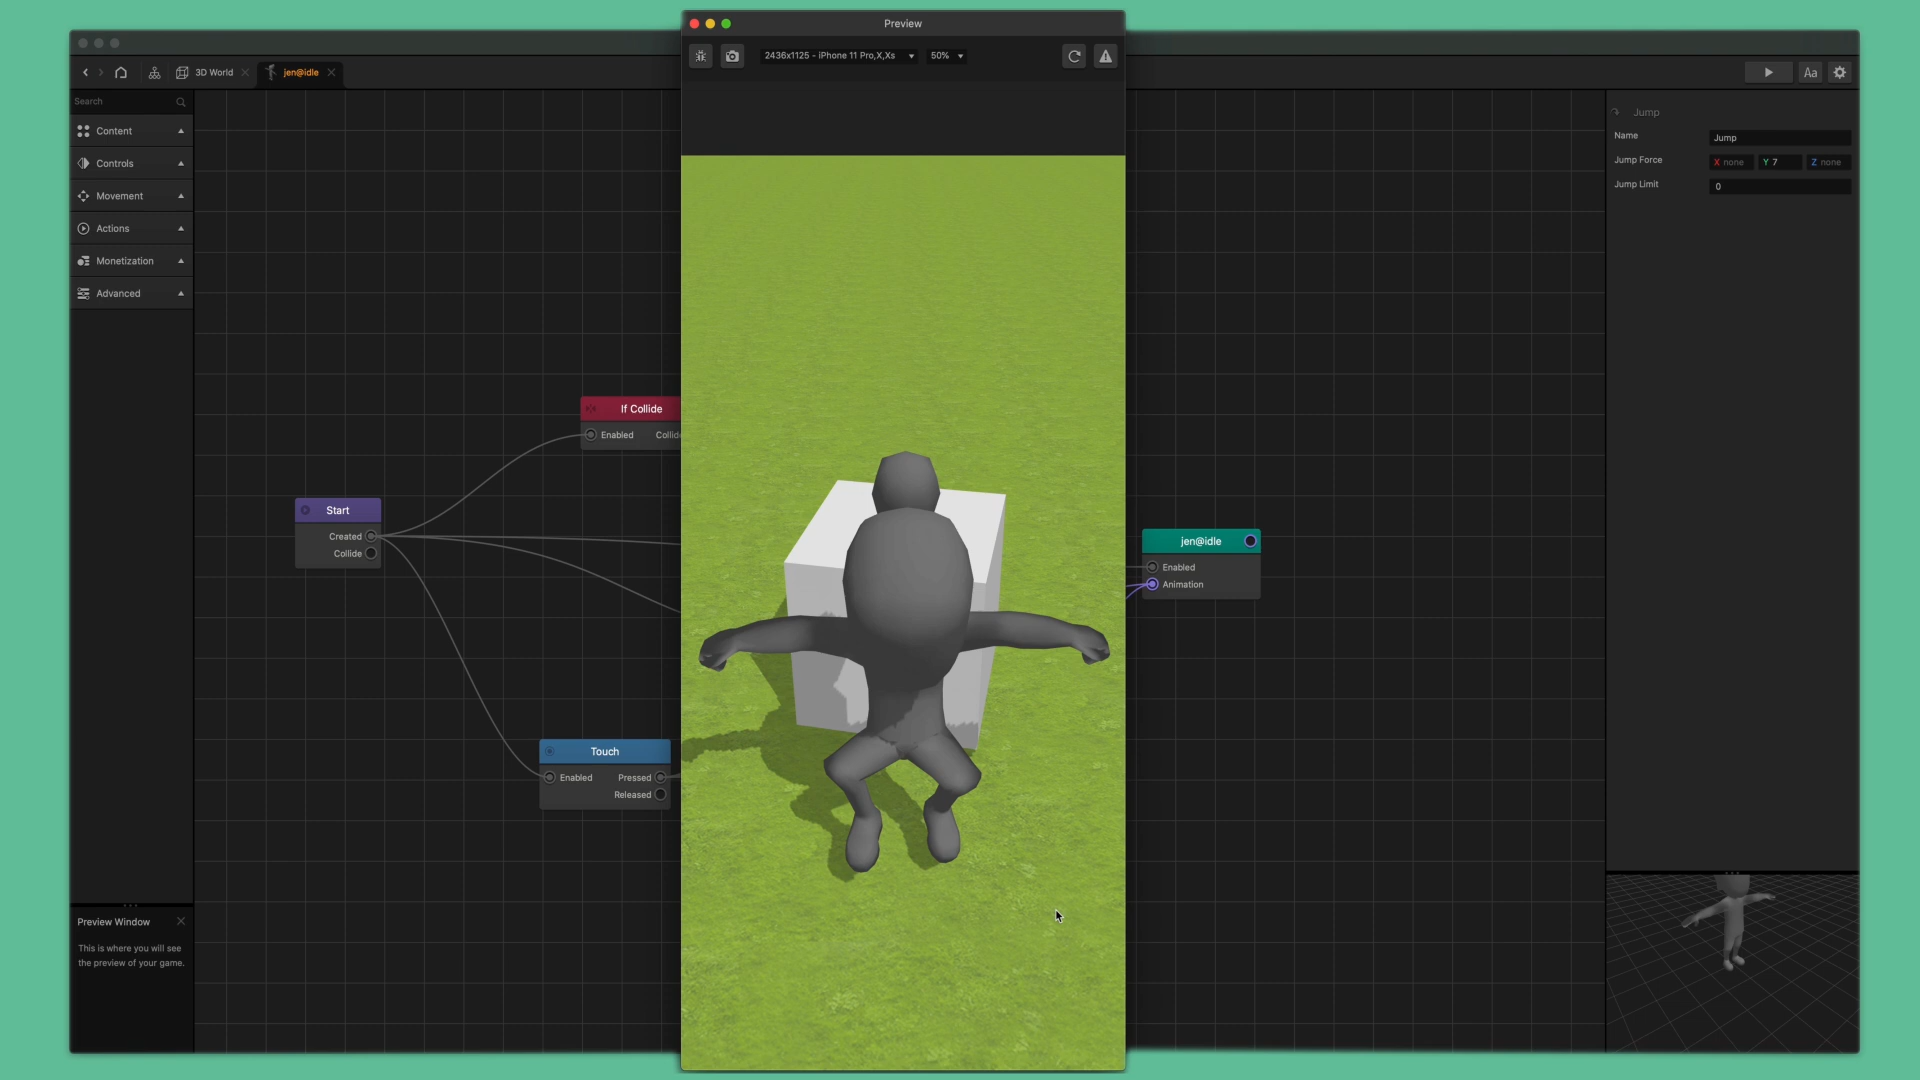 Preview
2436x1125 - iPhone 11 Pro,X,Xs
50%
3D World
jen@idle
Aa
Search
Content
Controls
Movement
Actions
Monetization
Advanced
Jump
Name
Jump
Jump Force
X none
Y 7
Z none
Jump Limit
0
If Collide
Enabled
Start
Created
Collide
jen@idle
Enabled
Animation
Touch
Enabled
Pressed
Released
Preview Window
This is where you will see
the preview of your game.